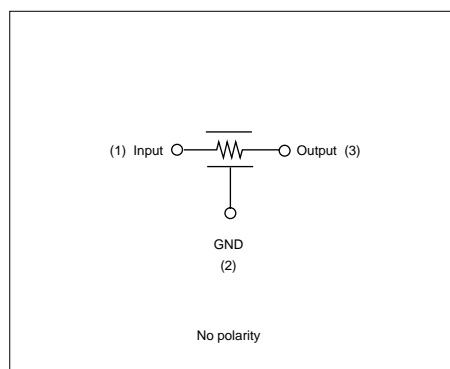 (1) Input Output (3)
GND
(2)
No polarity